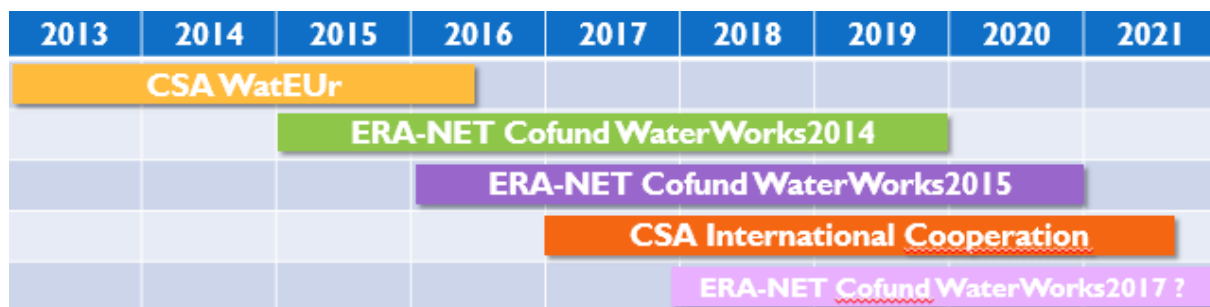 2013 2014 2015 2016 2017 2018 2019 2020 2021
CSA WatEUr
ERA-NET Cofund WaterWorks2014
ERA-NET Cofund WaterWorks2015
CSA International Cooperation
ERA-NET Cofund WaterWorks2017 ?